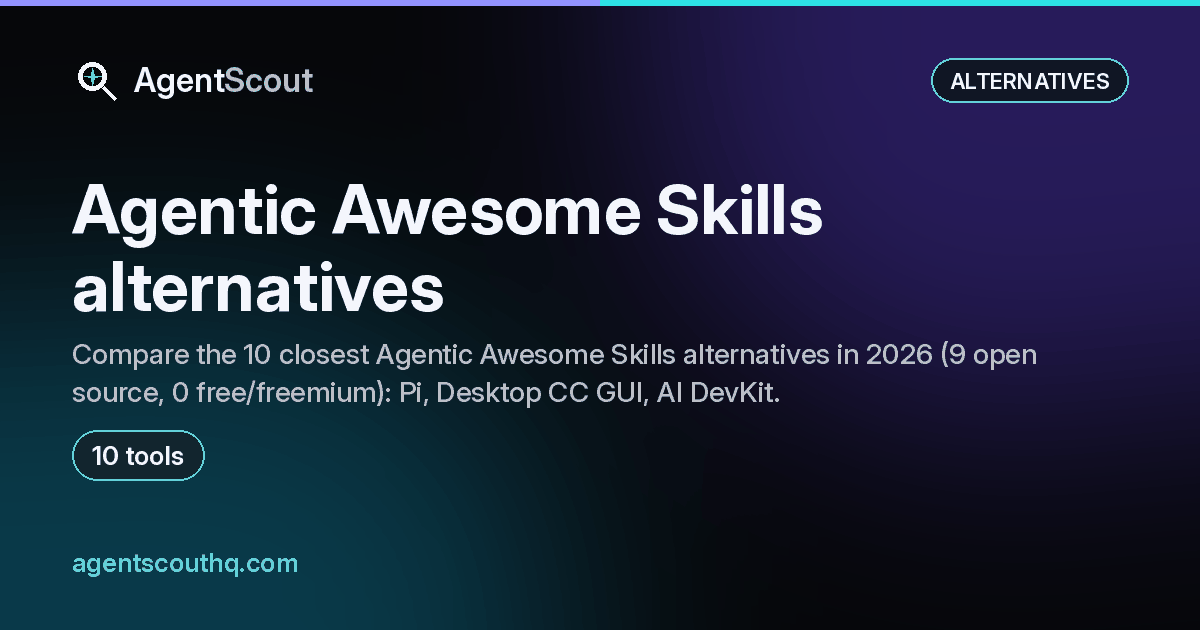 AgentScout
ALTERNATIVES
Agentic Awesome Skills
alternatives
Compare the 10 closest Agentic Awesome Skills alternatives in 2026 (9 open
source, 0 free/freemium): Pi, Desktop CC GUI, AI DevKit.
10 tools
agentscouthq.com